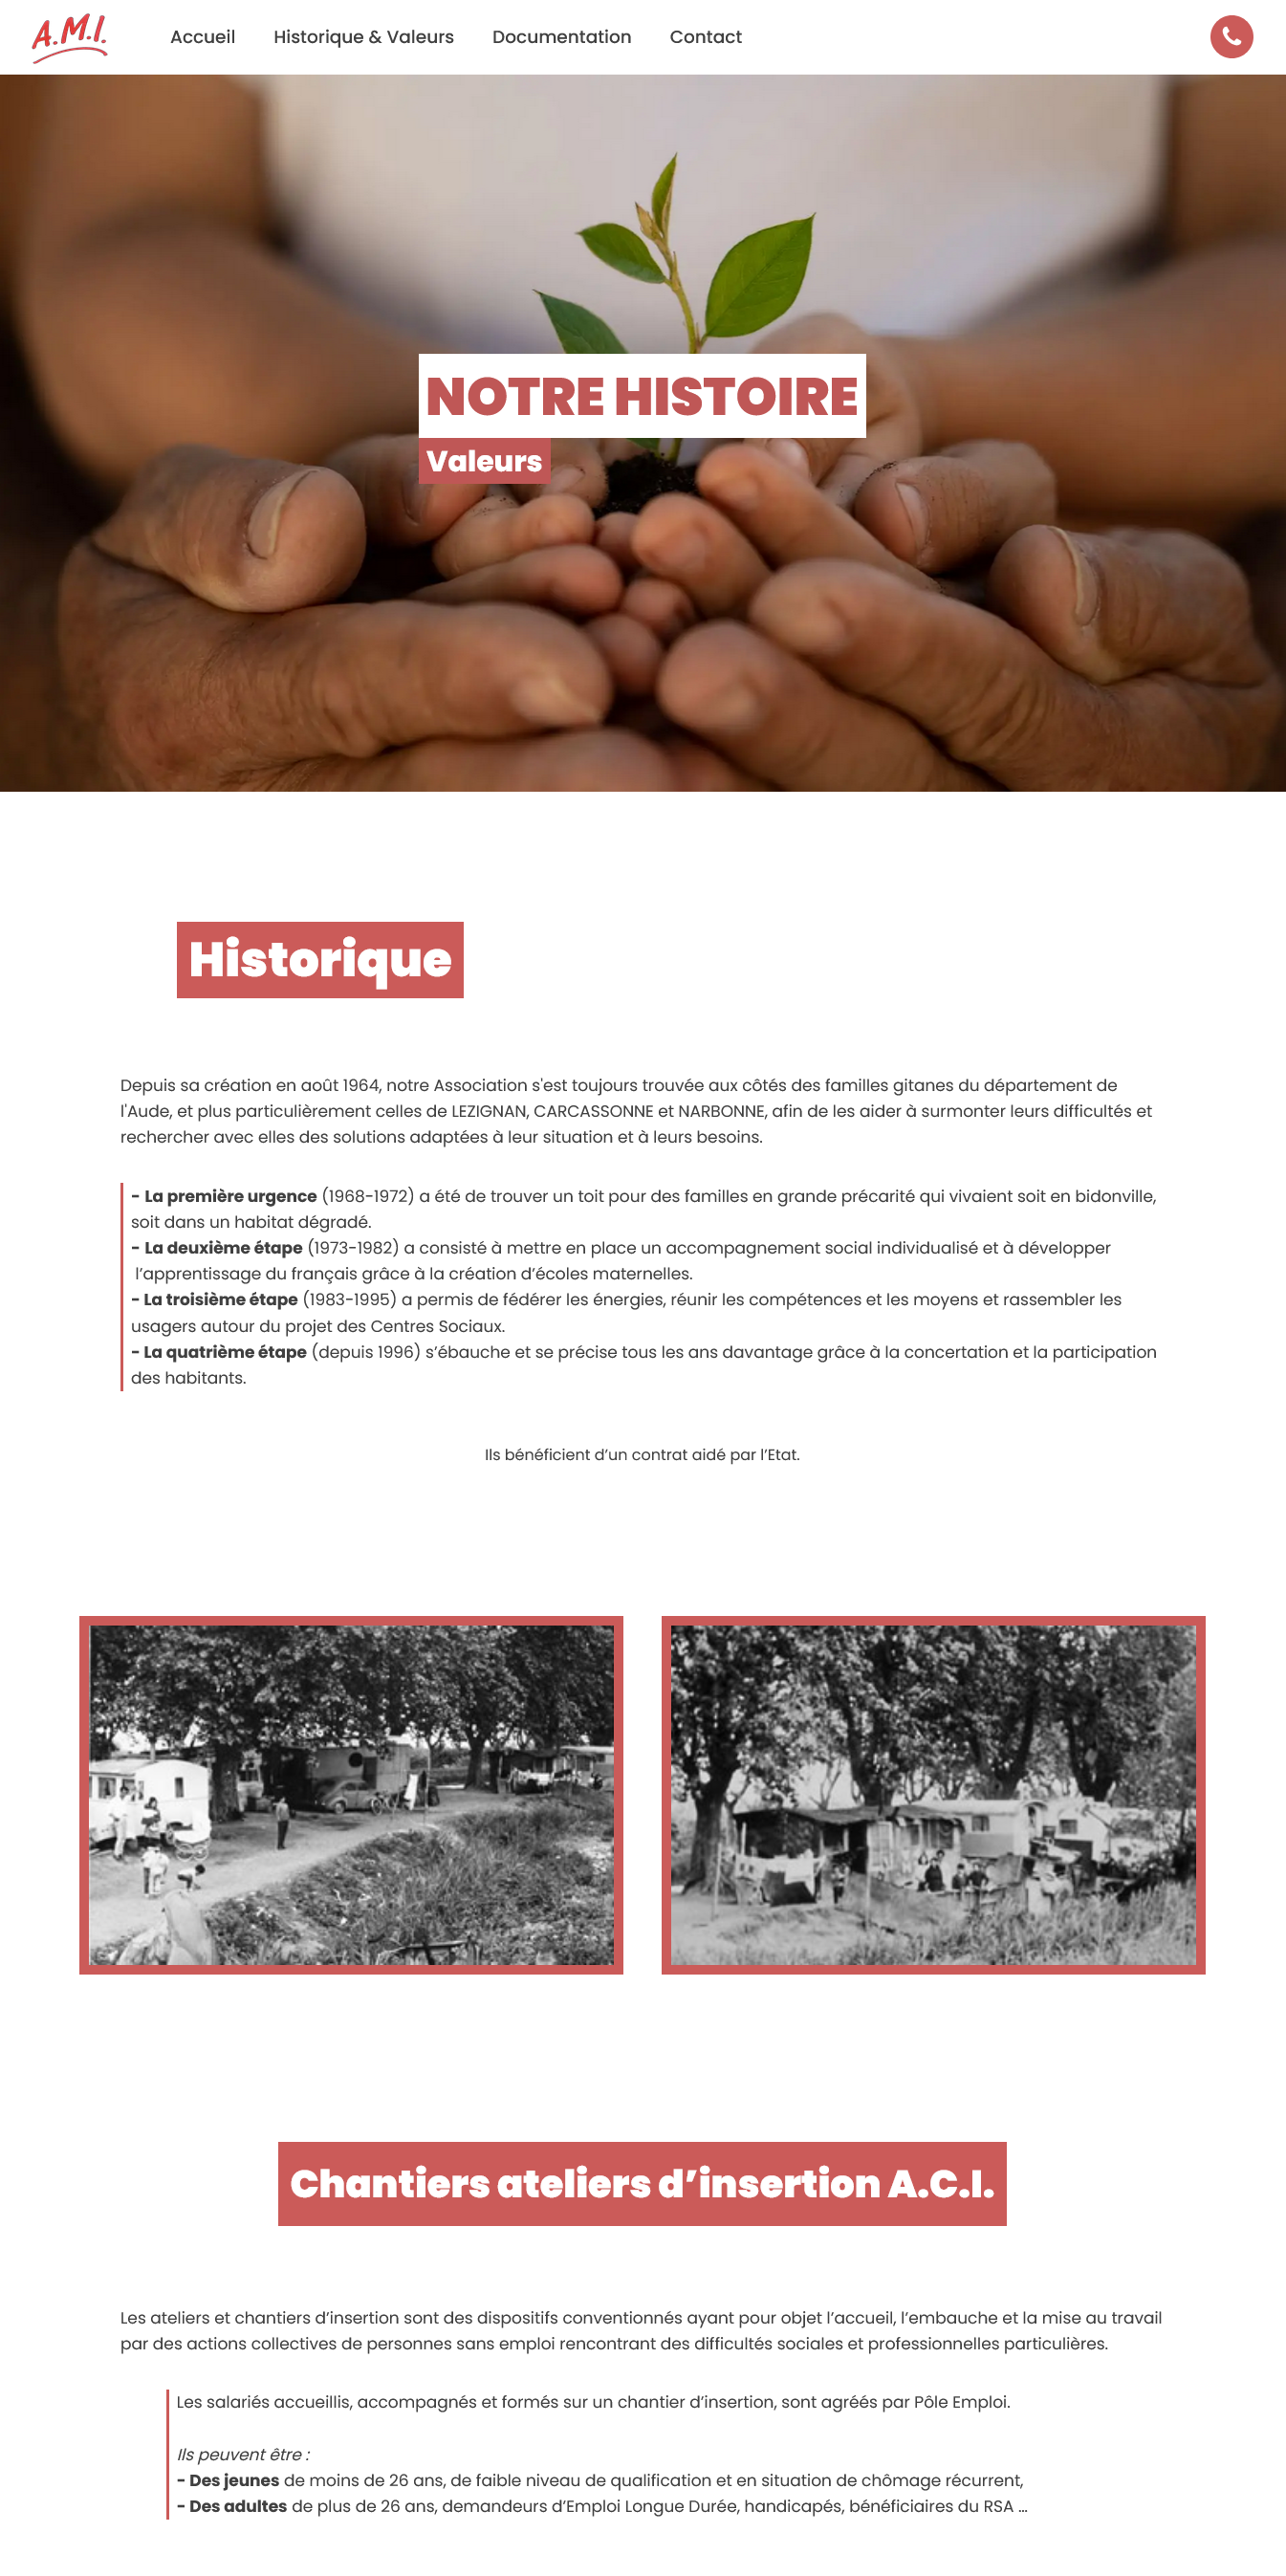 A.M.I.
Accueil
Historique & Valeurs
Documentation
Contact
NOTRE HISTOIRE
Valeurs
Historique
Depuis sa création en août 1964, notre Association s'est toujours trouvée aux côtés des familles gitanes du département de
l'Aude, et plus particulièrement celles de LEZIGNAN, CARCASSONNE et NARBONNE, afin de les aider à surmonter leurs difficultés et
rechercher avec elles des solutions adaptées à leur situation et à leurs besoins.
- La première urgence (1968-1972) a été de trouver un toit pour des familles en grande précarité qui vivaient soit en bidonville,
soit dans un habitat dégradé.
- La deuxième étape (1973-1982) a consisté à mettre en place un accompagnement social individualisé et à développer
l’apprentissage du français grâce à la création d’écoles maternelles.
- La troisième étape (1983-1995) a permis de fédérer les énergies, réunir les compétences et les moyens et rassembler les
usagers autour du projet des Centres Sociaux.
- La quatrième étape (depuis 1996) s’ébauche et se précise tous les ans davantage grâce à la concertation et la participation
des habitants.
Ils bénéficient d’un contrat aidé par l’Etat.
Chantiers ateliers d’insertion A.C.I.
Les ateliers et chantiers d’insertion sont des dispositifs conventionnés ayant pour objet l’accueil, l’embauche et la mise au travail
par des actions collectives de personnes sans emploi rencontrant des difficultés sociales et professionnelles particulières.
Les salariés accueillis, accompagnés et formés sur un chantier d’insertion, sont agréés par Pôle Emploi.
Ils peuvent être :
- Des jeunes de moins de 26 ans, de faible niveau de qualification et en situation de chômage récurrent,
- Des adultes de plus de 26 ans, demandeurs d’Emploi Longue Durée, handicapés, bénéficiaires du RSA …